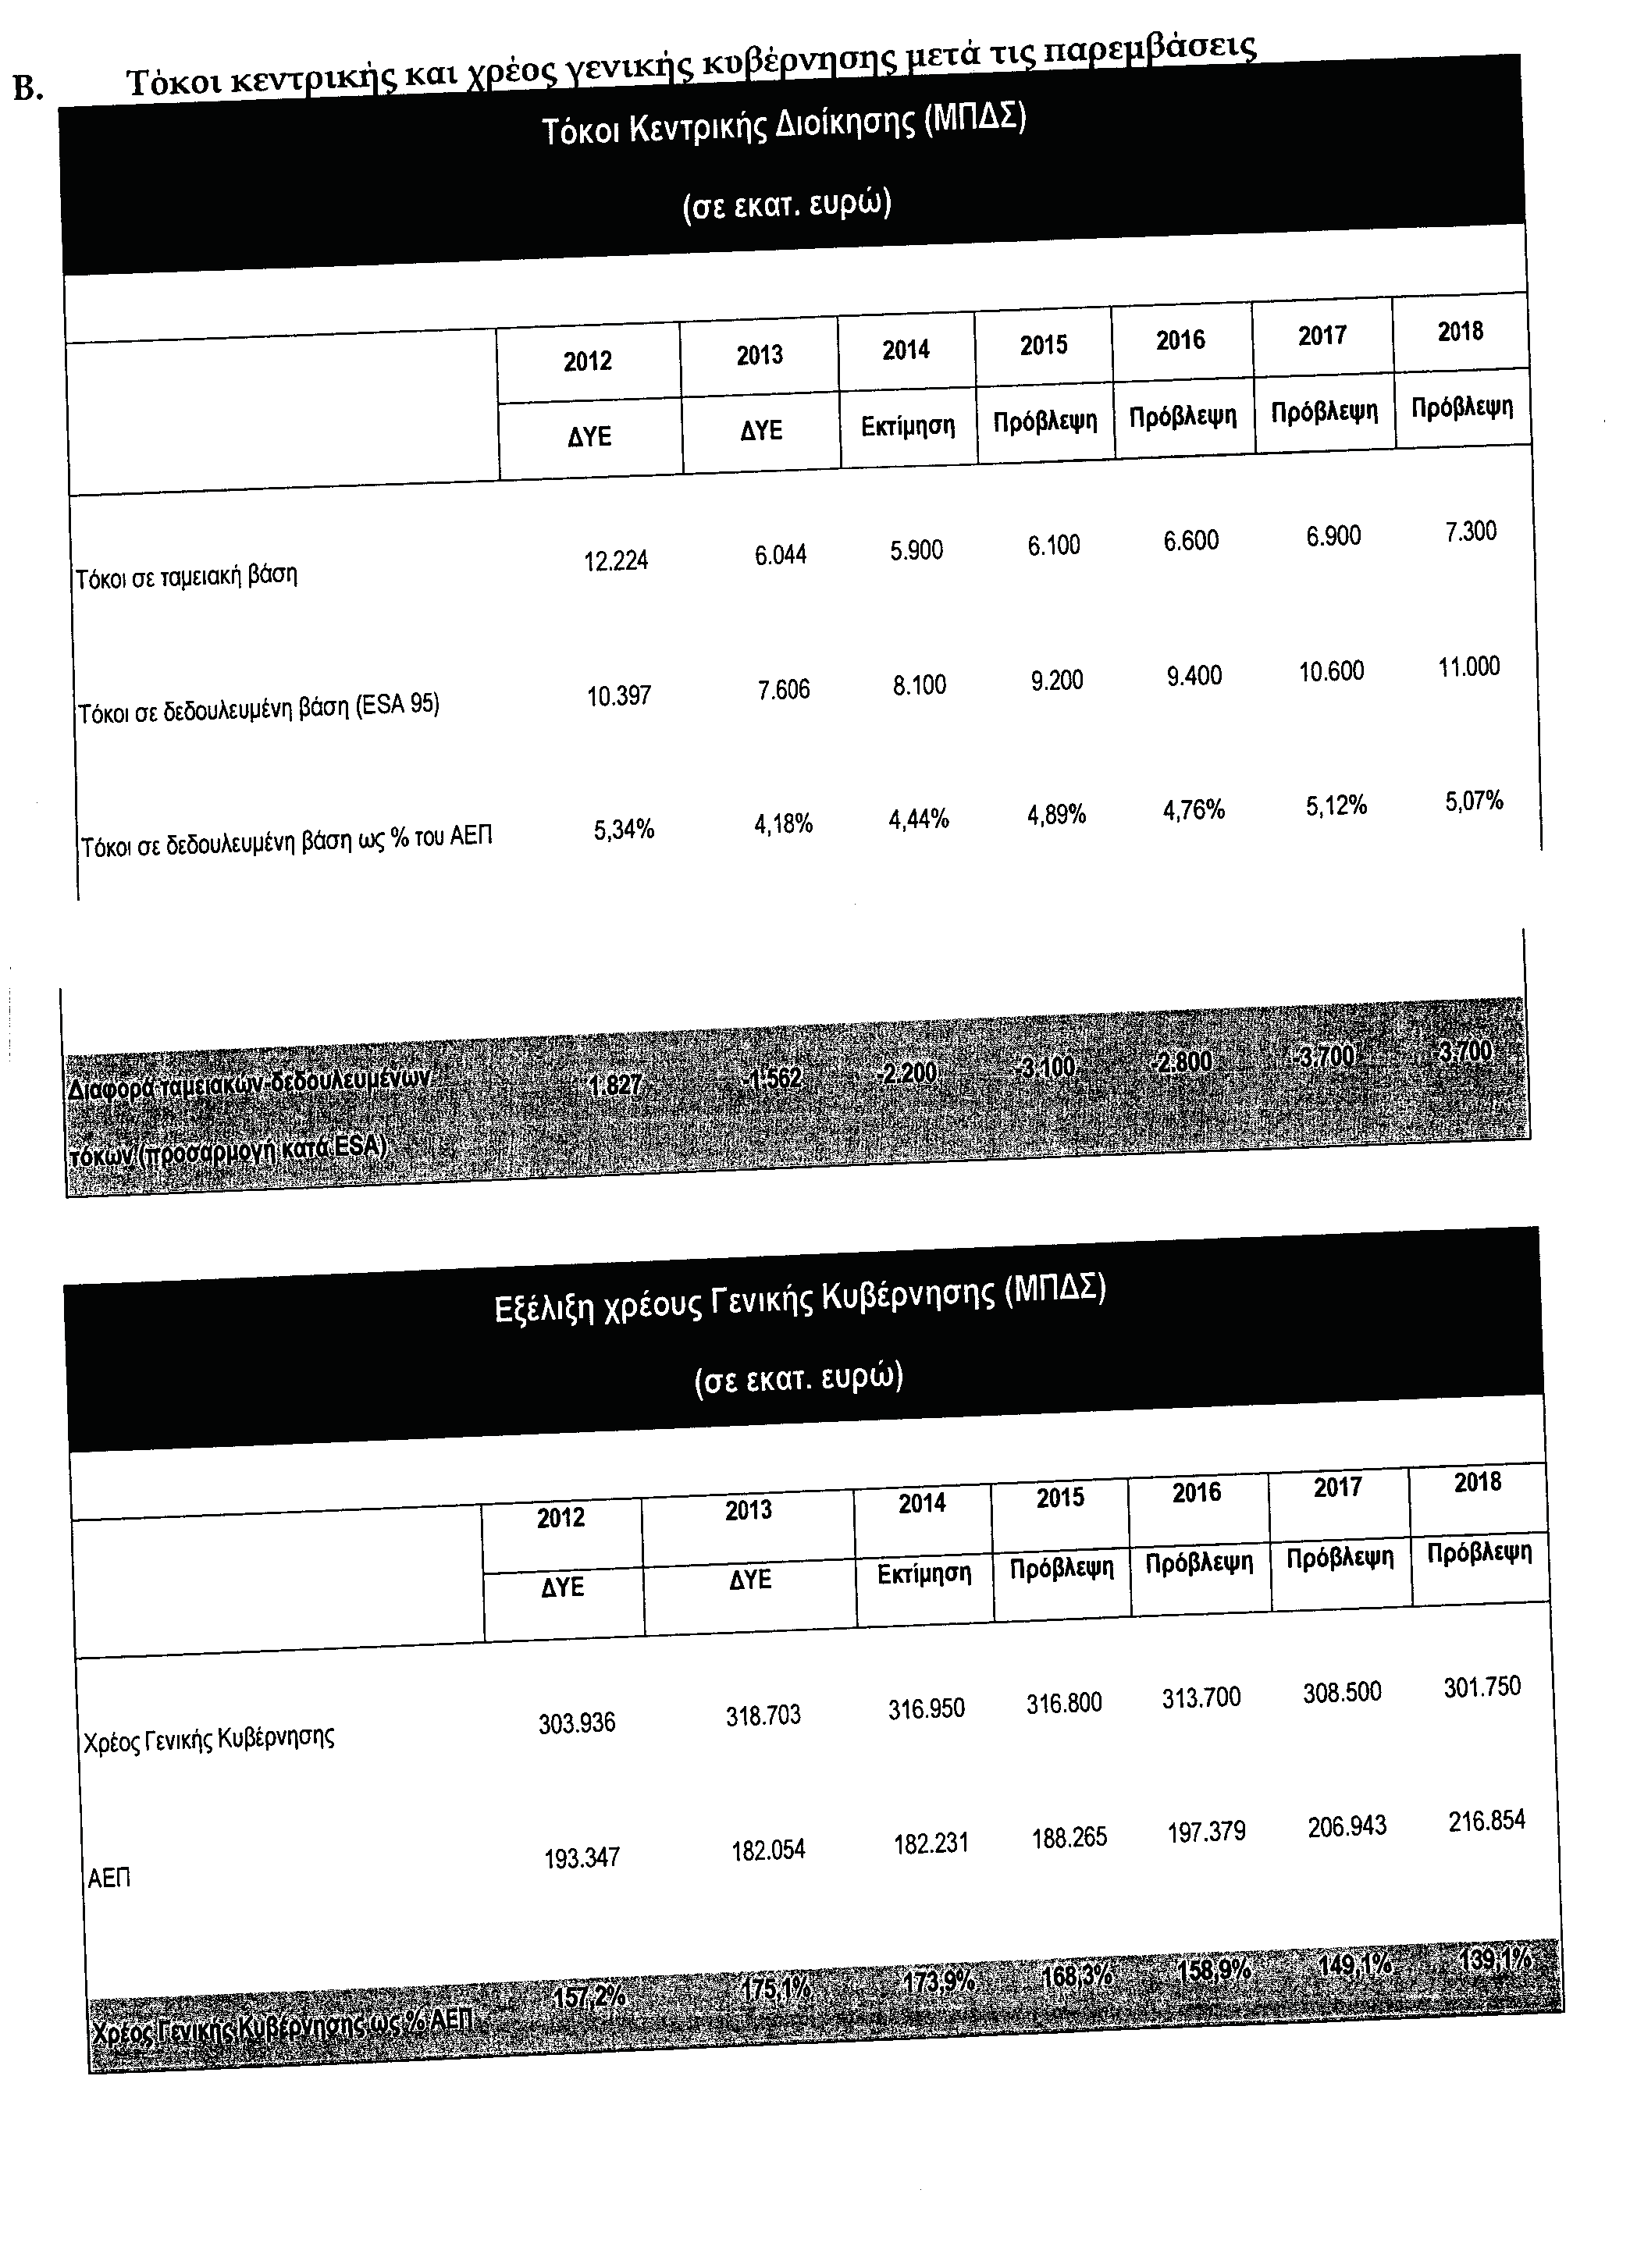 Β. Τόκοι κεντρικής και χρέος γενικής κυβέρνησης μετά τις παρεμβάσεις
Τόκοι Κεντρικής Διοίκησης (ΜΠΔΣ)
(σε εκατ. ευρώ)
2012 2013 2014 2015 2016 2017 2018
ΔΥΕ ΔΥΕ Εκτίμηση Πρόβλεψη Πρόβλεψη Πρόβλεψη Πρόβλεψη
Τόκοι σε ταμειακή βάση 12.224 6.044 5.900 6.100 6.600 6.900 7.300
Τόκοι σε δεδουλευμένη βάση (ESA 95) 10.397 7.606 8.100 9.200 9.400 10.600 11.000
Τόκοι σε δεδουλευμένη βάση ως % του ΑΕΠ 5,34% 4,18% 4,44% 4,89% 4,76% 5,12% 5,07%
Διαφορά ταμειακών-δεδουλευμένων 1.827 -1.562 -2.200 -3.100 -2.800 -3.700 3.700
τόκων (προσαρμογή κατά ESA)
Εξέλιξη χρέους Γενικής Κυβέρνησης (ΜΠΔΣ)
(σε εκατ. ευρώ)
2012 2013 2014 2015 2016 2017 2018
ΔΥΕ ΔΥΕ Εκτίμηση Πρόβλεψη Πρόβλεψη Πρόβλεψη Πρόβλεψη
Χρέος Γενικής Κυβέρνησης 303.936 318.703 316.950 316.800 313.700 308.500 301.750
ΑΕΠ 193.347 182.054 182.231 188.265 197.379 206.943 216.854
Χρέος Γενικής Κυβέρνησης ως % ΑΕΠ 157,2% 175,1% 173,9% 168,3% 158,9% 149,1% 139,1%